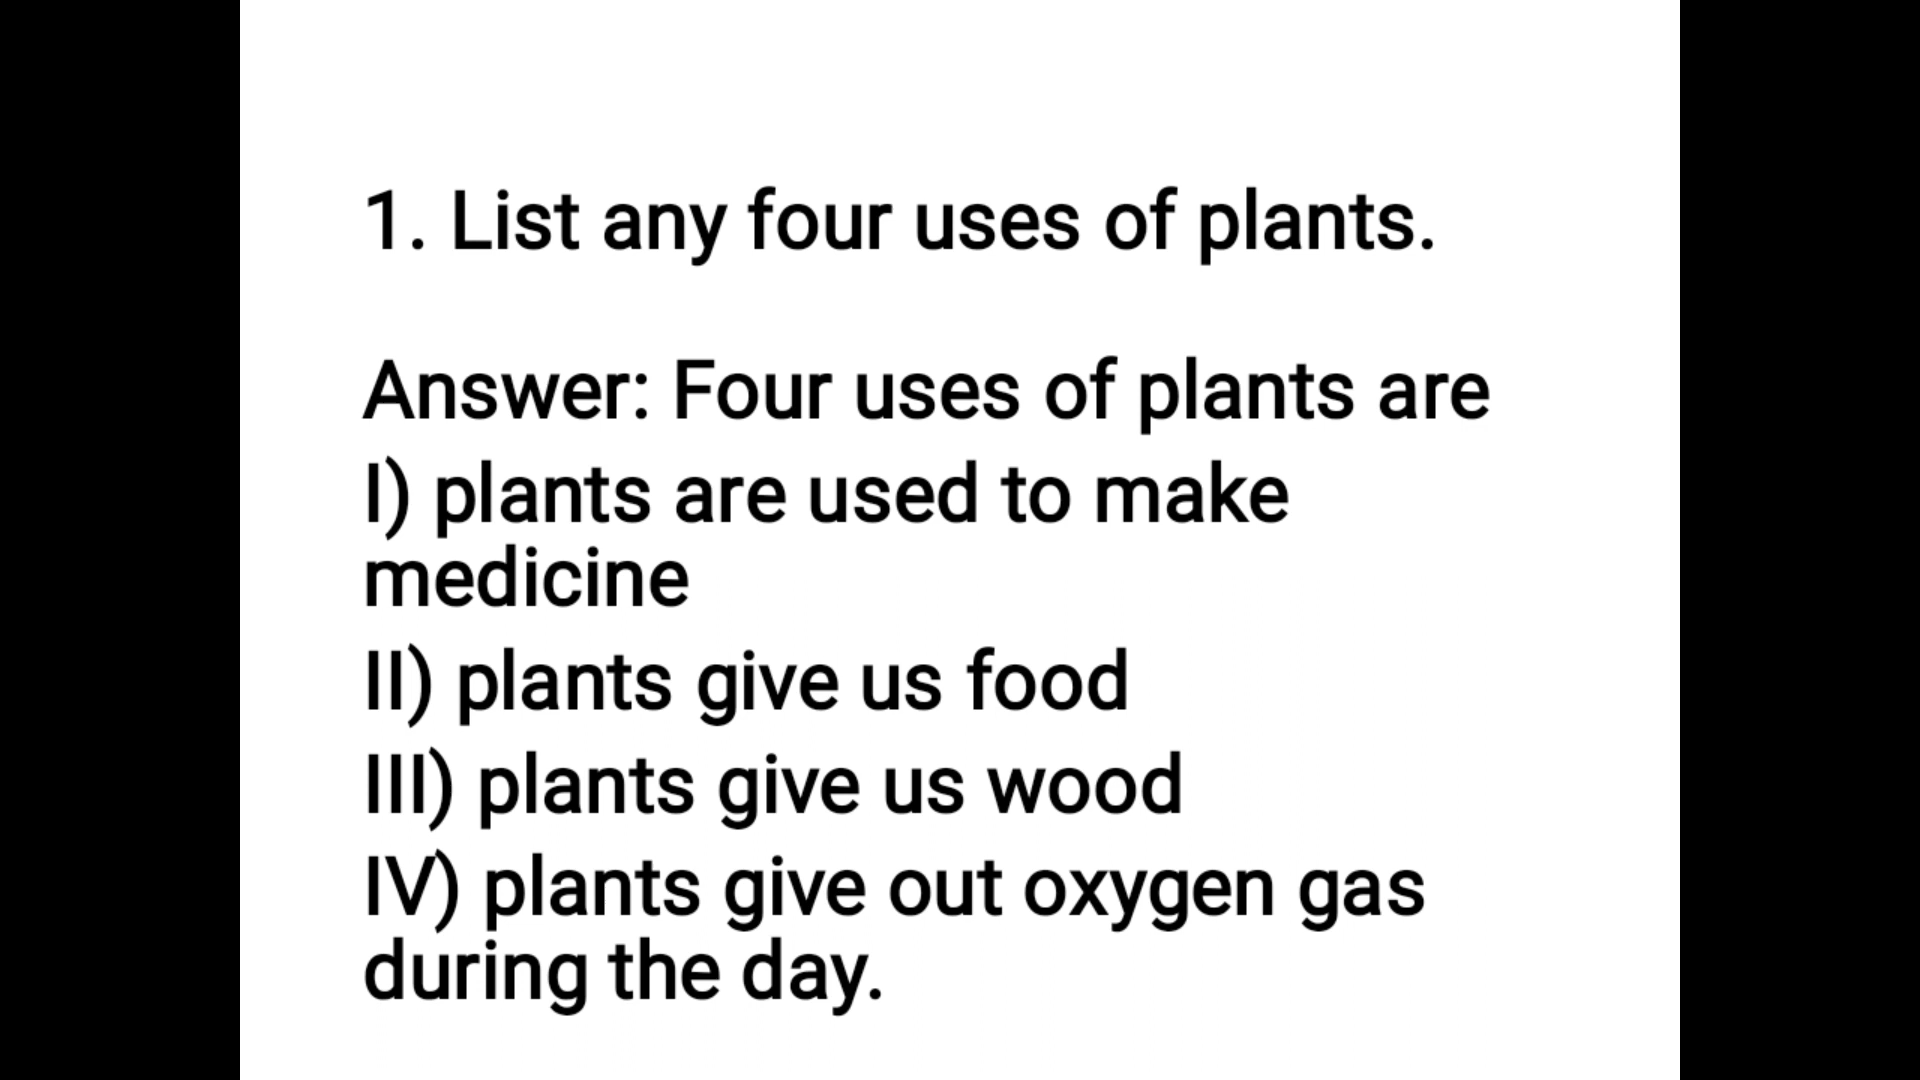 1. List any four uses of plants.
Answer: Four uses of plants are
I) plants are used to make
medicine
II) plants give us food
III) plants give us wood
IV) plants give out oxygen gas
during the day.